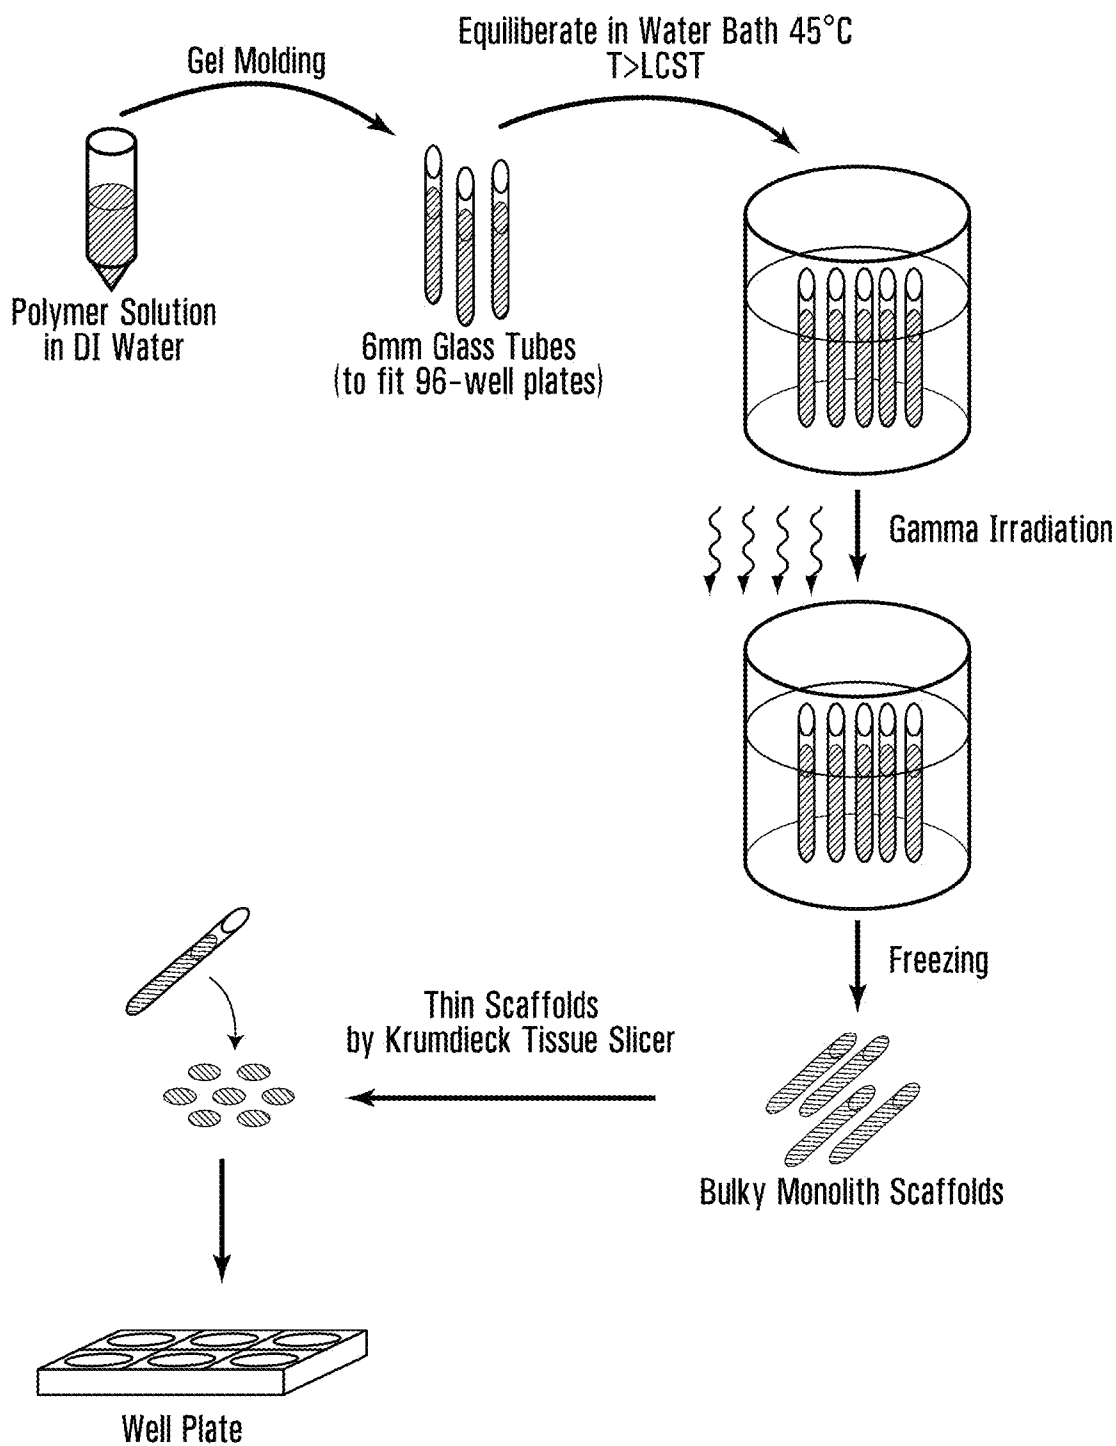 Gel Molding
Equiliberate in Water Bath 45°C
T>LCST
Polymer Solution
in DI Water
6mm Glass Tubes
(to fit 96-well plates)
Gamma Irradiation
Freezing
Thin Scaffolds
by Krumdieck Tissue Slicer
Bulky Monolith Scaffolds
Well Plate